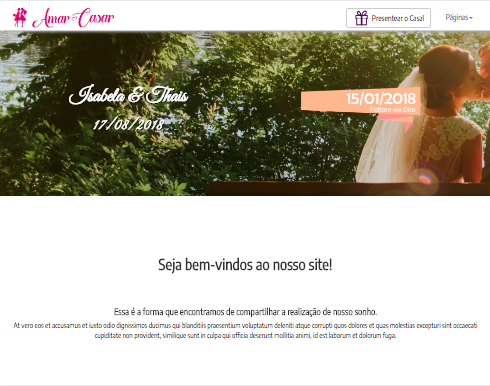 Amar & Casar
Presentear o Casal
Páginas
Isabela & Thais
17/08/2018
15/01/2018
Faltam xxx Dias
Seja bem-vindos ao nosso site!
Essa é a forma que encontramos de compartilhar a realização de nosso sonho.
At vero eos et accusamus et iusto odio dignissimos ducimus qui blanditiis praesentium voluptatum deleniti atque corrupti quos dolores et quas molestias excepturi sint occaecati
cupiditate non provident, similique sunt in culpa qui officia deserunt mollitia animi, id est laborum et dolorum fuga.